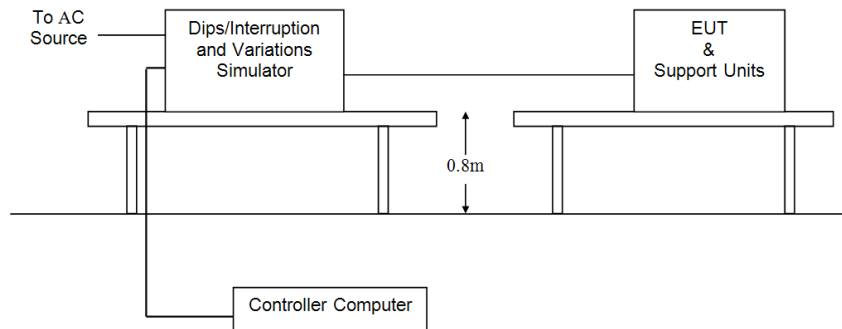 To AC
Source
Dips/Interruption
and Variations
Simulator
EUT
&
Support Units
0.8m
Controller Computer